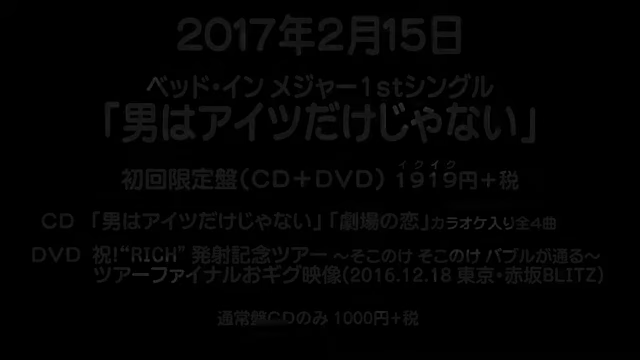 2017年2月15日
ベッド・イン メジャー1stシングル
「男はアイツだけじゃない」
イクイク
初回限定盤(CD+DVD) 1919円+税
CD 「男はアイツだけじゃない」「劇場の恋」カラオケ入り全4曲
DVD 祝!“RICH” 発射記念ツアー ～そこのけ そこのけ バブルが通る～
ツアーファイナルおギグ映像(2016.12.18 東京・赤坂BLITZ)
通常盤CDのみ 1000円+税